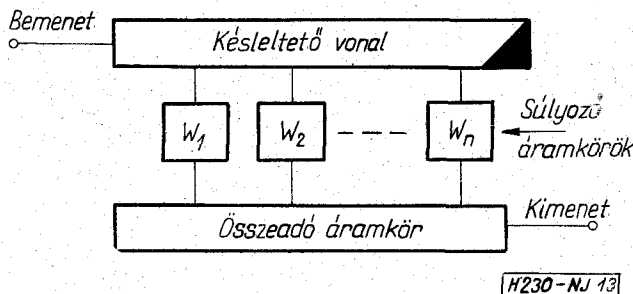 Bemenet
Késleltető vonal
W1 W2 Wn
Súlyozó
áramkörök
Összeadó áramkör
Kimenet
H230-NJ 13